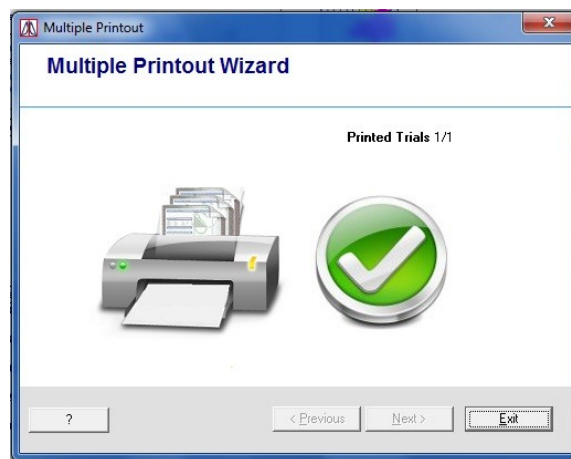 Multiple Printout
Multiple Printout Wizard
Printed Trials 1/1
?
< Previous
Next >
Exit